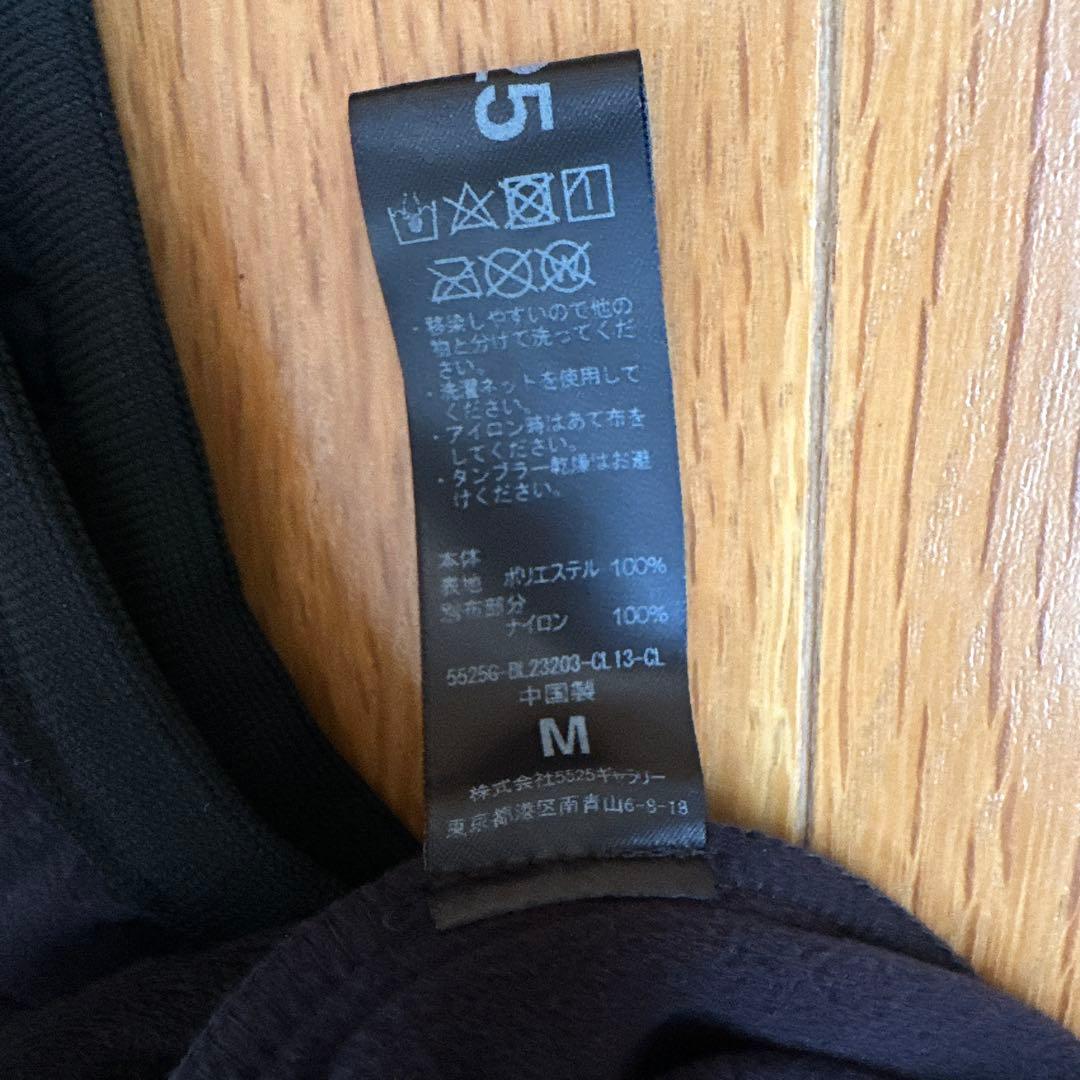 25
・移染しやすいので他の
物と分けて洗ってくだ
さい。
・洗濯ネットを使用して
ください。
・アイロン時はあて布を
してください。
・タンブラー乾燥はお避
けください。
本体
表地 ポリエステル 100%
別布部分
ナイロン 100%
5525G-BL23203-CL13-CL
中国製
M
株式会社5525ギャラリー
東京都港区南青山6-8-18